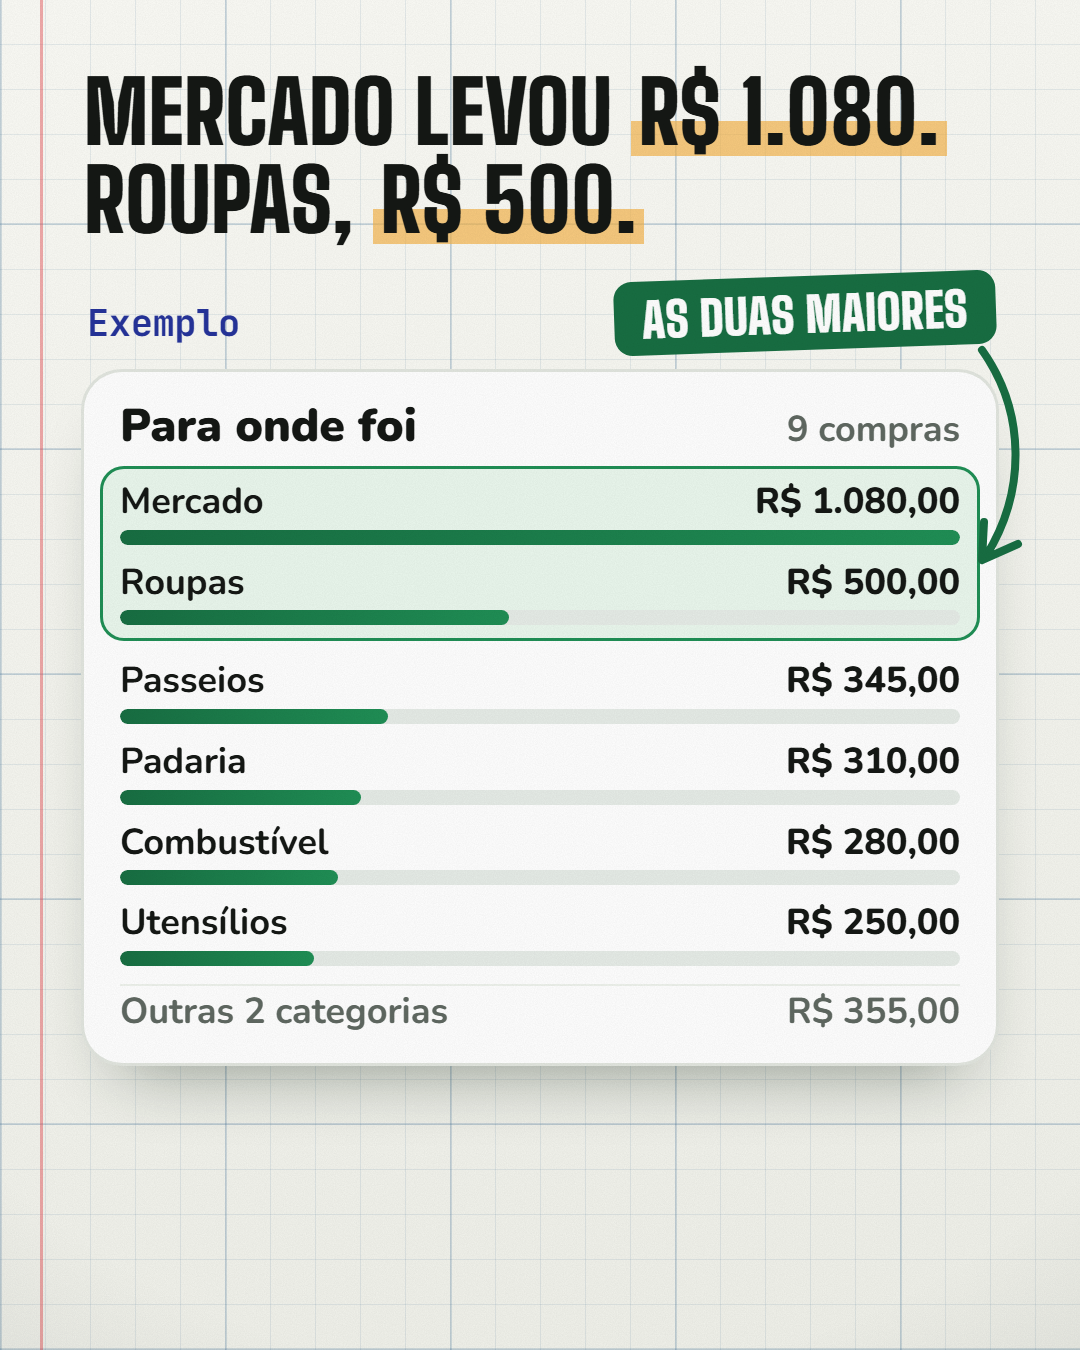 MERCADO LEVOU R$ 1.080.
ROUPAS, R$ 500.
Exemplo
AS DUAS MAIORES
Para onde foi 9 compras
Mercado R$ 1.080,00
Roupas R$ 500,00
Passeios R$ 345,00
Padaria R$ 310,00
Combustível R$ 280,00
Utensílios R$ 250,00
Outras 2 categorias R$ 355,00